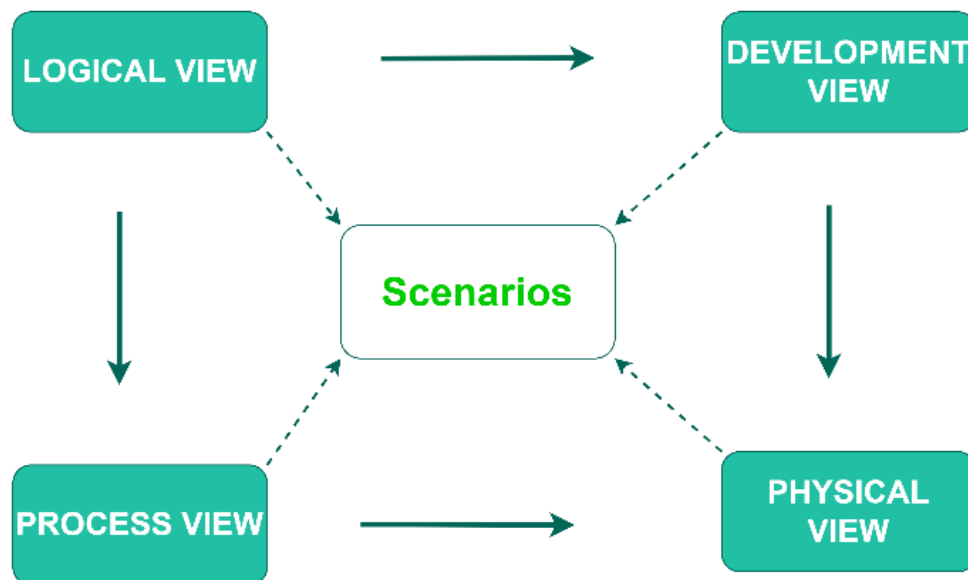 LOGICAL VIEW
DEVELOPMENT
VIEW
Scenarios
PROCESS VIEW
PHYSICAL
VIEW